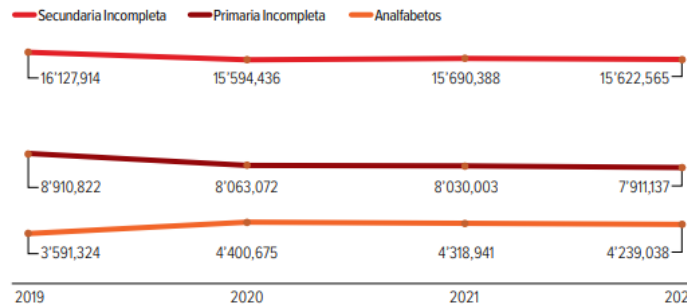 Secundaria Incompleta Primaria Incompleta Analfabetos
16'127,914 15'594,436 15'690,388 15'622,565
8'910,822 8'063,072 8'030,003 7'911,137
3'591,324 4'400,675 4'318,941 4'239,038
2019 2020 2021 202